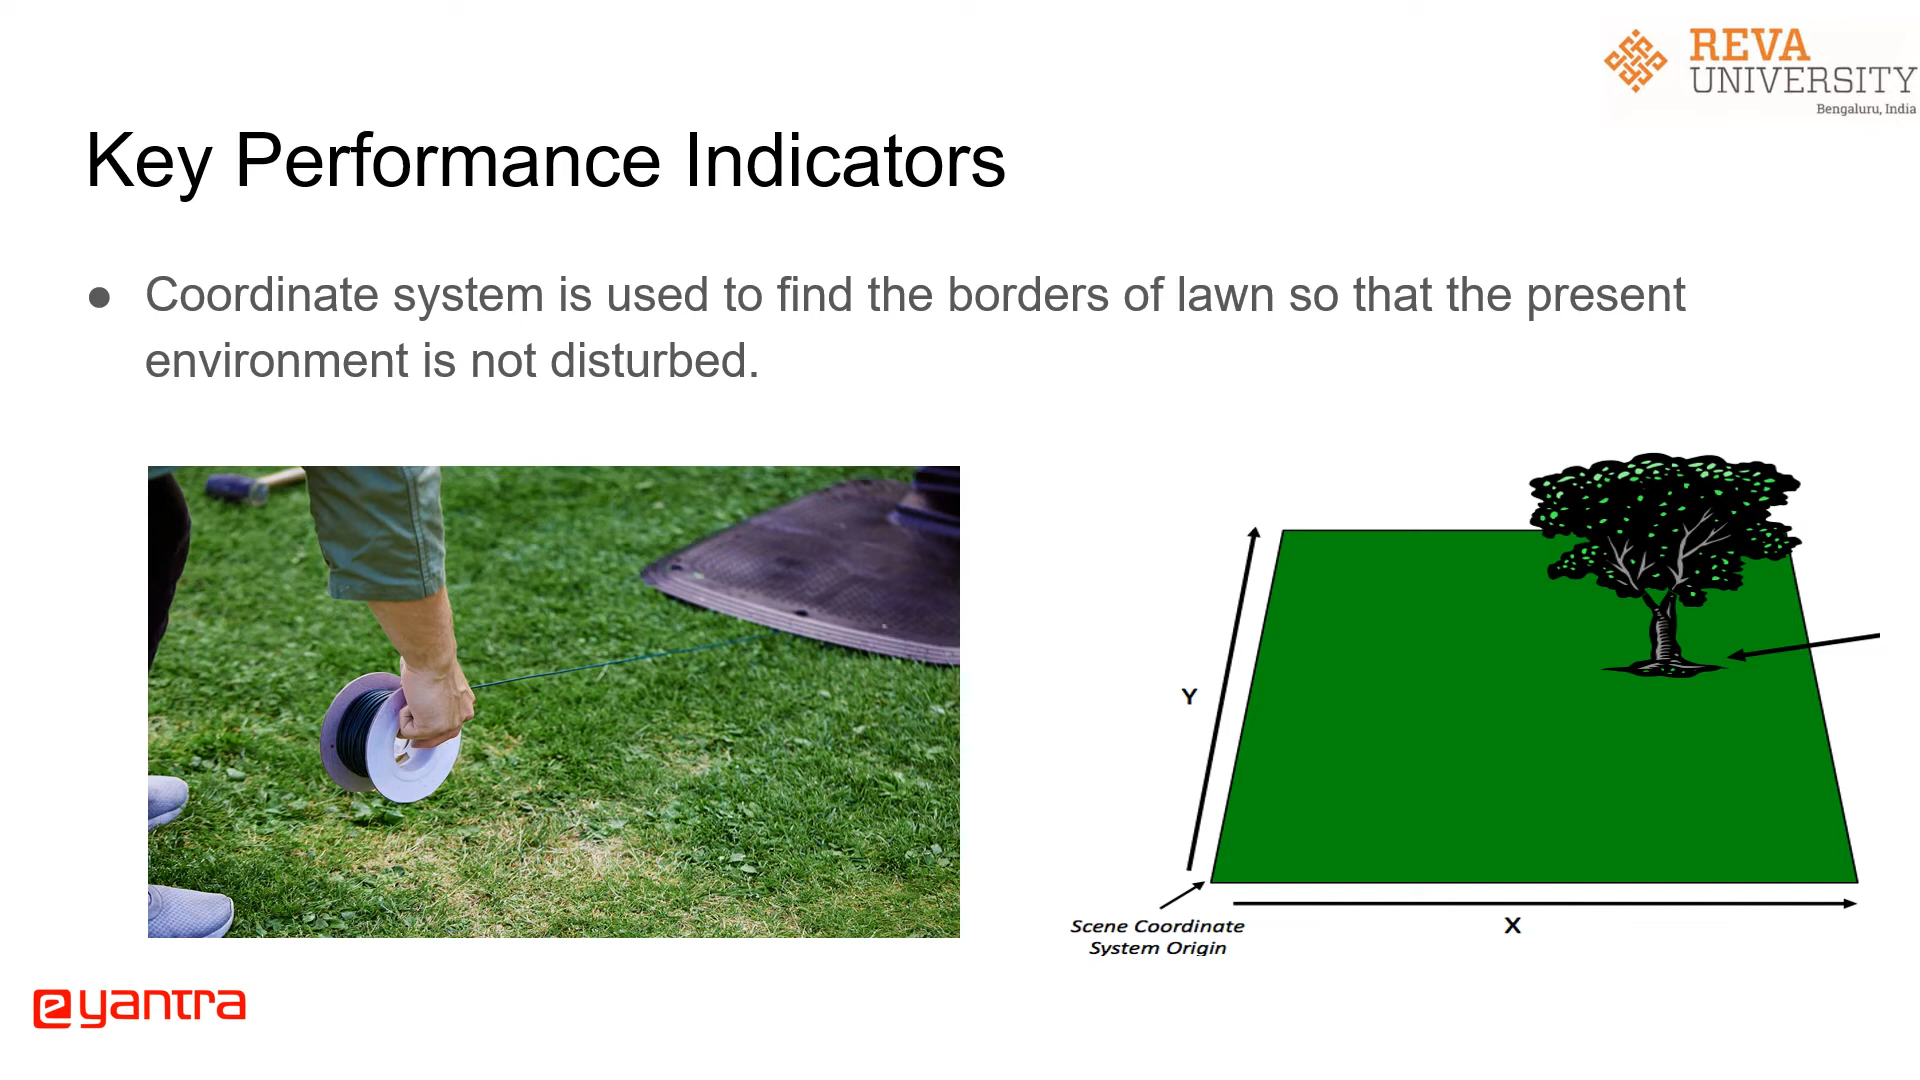 REVA
UNIVERSITY
Bengaluru, India
Key Performance Indicators
● Coordinate system is used to find the borders of lawn so that the present
environment is not disturbed.
Y
X
Scene Coordinate
System Origin
eyantra